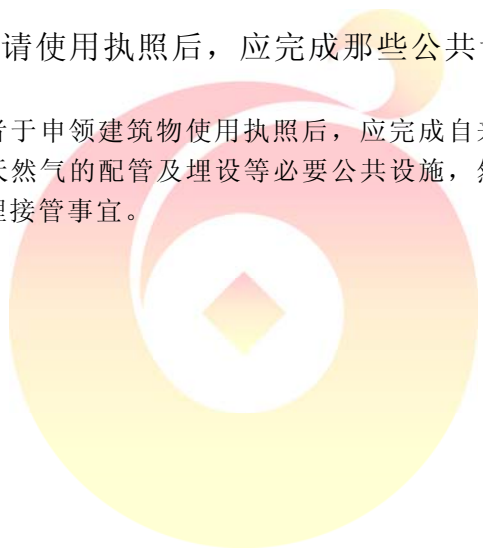 请使用执照后，应完成那些公共
者于申领建筑物使用执照后，应完成自
天然气的配管及埋设等必要公共设施，
理接管事宜。